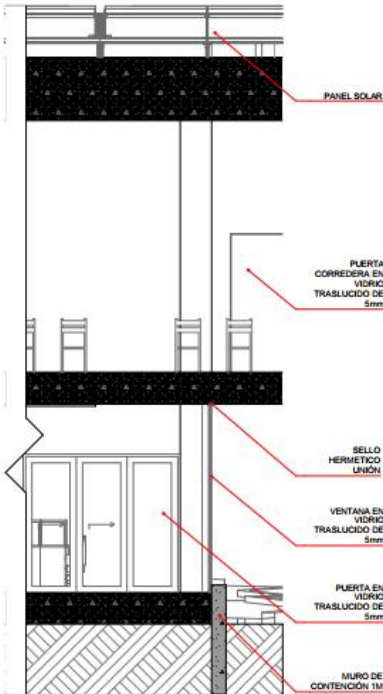 PANEL SOLAR
PUERTA
CORREDERA EN
VIDRIO
TRASLUCIDO DE
5mm
SELLO
HERMETICO
UNIÓN
VENTANA EN
VIDRIO
TRASLUCIDO DE
5mm
PUERTA EN
VIDRIO
TRASLUCIDO DE
5mm
MURO DE
CONTENCIÓN 1M